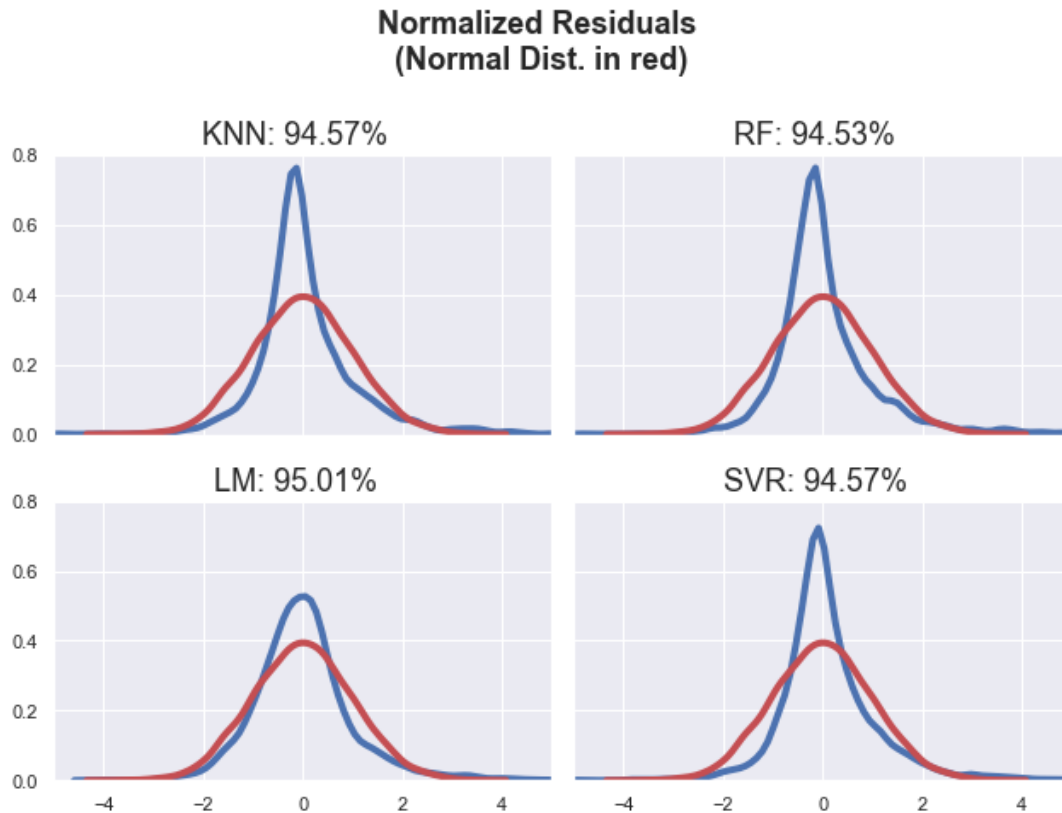 Normalized Residuals
(Normal Dist. in red)
KNN: 94.57%
RF: 94.53%
0.8
0.6
0.4
0.2
0.0
LM: 95.01%
SVR: 94.57%
0.8
0.6
0.4
0.2
0.0
−4 −2 0 2 4
−4 −2 0 2 4